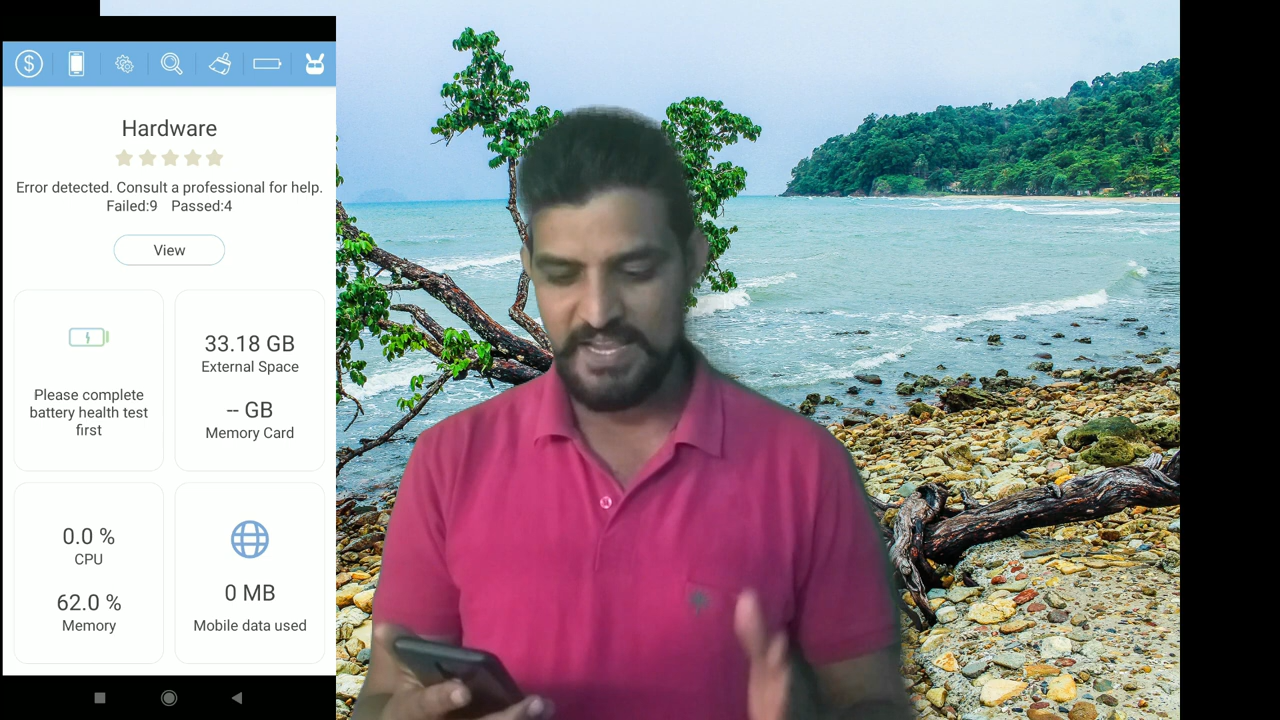 $
Hardware
Error detected. Consult a professional for help.
Failed:9 Passed:4
View
Please complete
battery health test
first
33.18 GB
External Space
-- GB
Memory Card
0.0 %
CPU
62.0 %
Memory
0 MB
Mobile data used